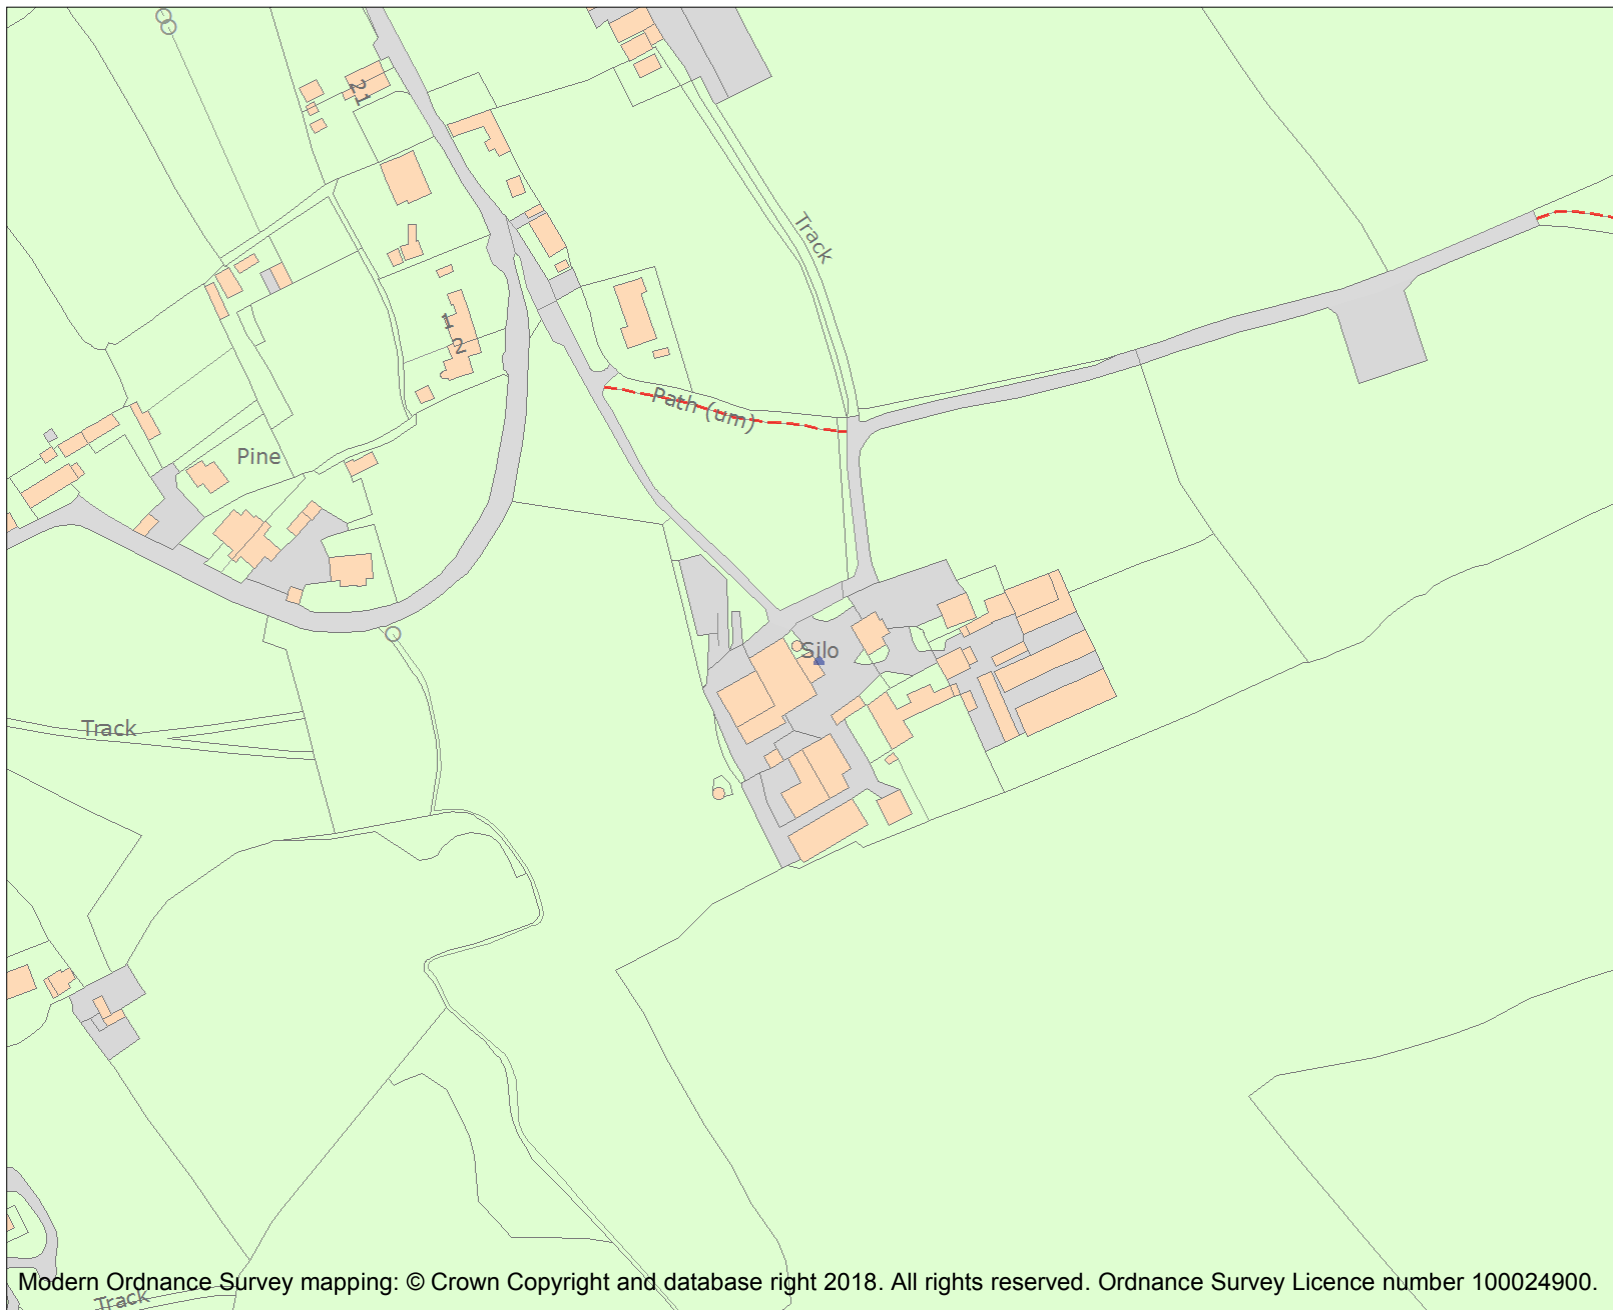 21
Track
1
2
Path (um)
Pine
Silo
Track
Modern Ordnance Survey mapping: © Crown Copyright and database right 2018. All rights reserved. Ordnance Survey Licence number 100024900.
Track